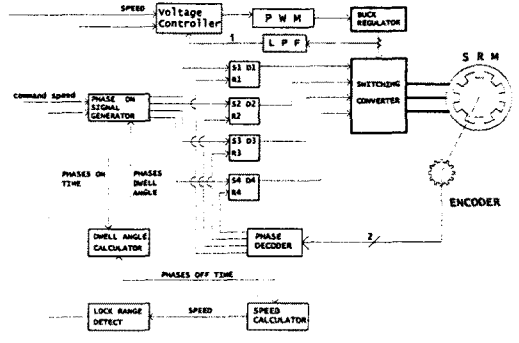 SPEED
Voltage
Controller
PWM
BUCK
REGULATOR
1
LPF
S R M
S1 D1
R1
SWITCHING
CONVERTER
command speed
PHASE ON
SIGNAL
GENERATOR
S2 D2
R2
S3 D3
R3
PHASES ON
TIME
PHASES
DWELL
ANGLE
S4 D4
R4
ENCODER
DWELL ANGLE
CALCULATOR
PHASE
DECODER
2
PHASES OFF TIME
LOCK RANGE
DETECT
SPEED
SPEED
CALCULATOR